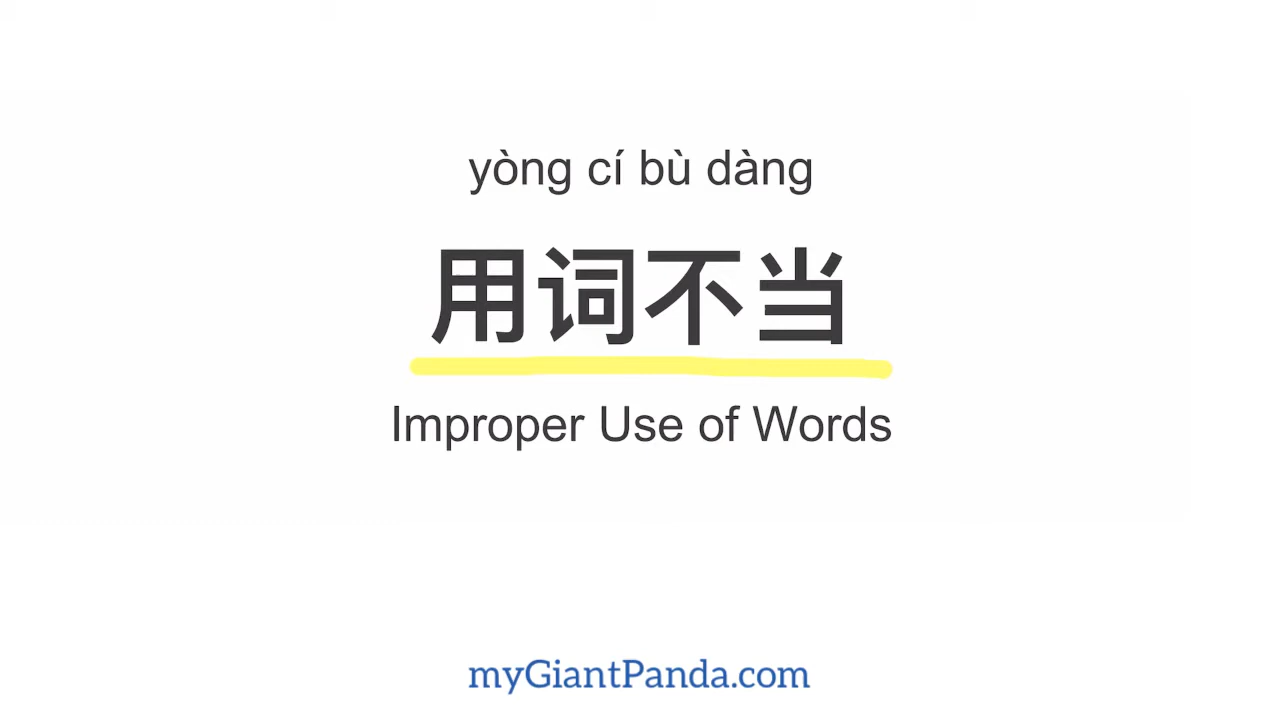 yòng cí bù dàng
用词不当
Improper Use of Words
myGiantPanda.com